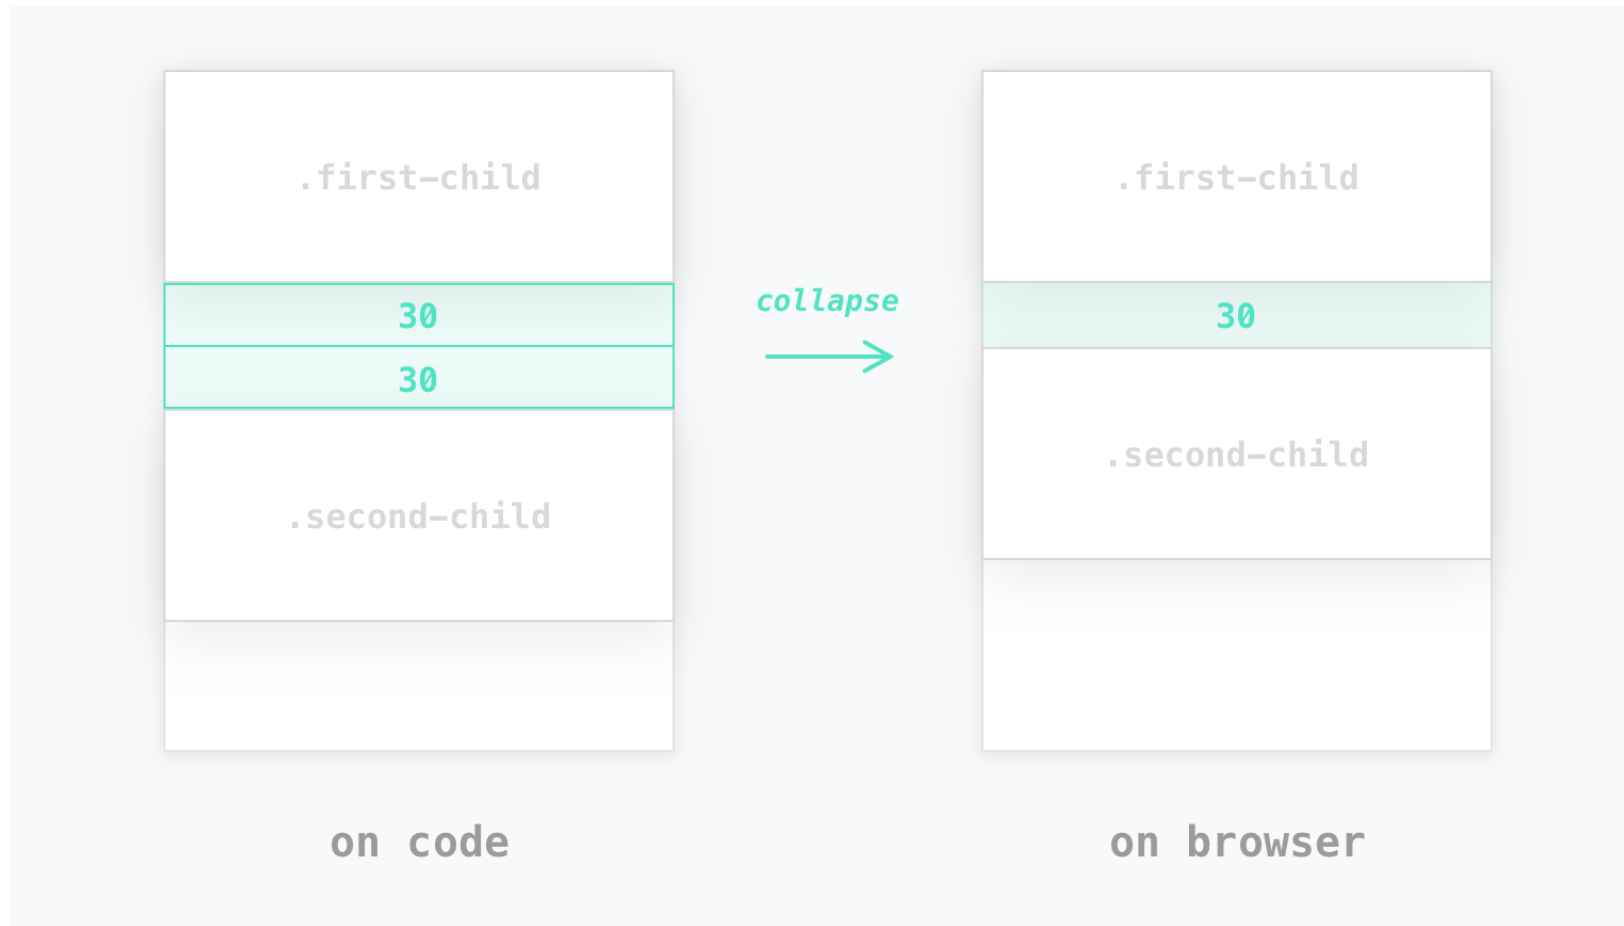 .first-child
30
30
.second-child
on code
collapse
.first-child
30
.second-child
on browser